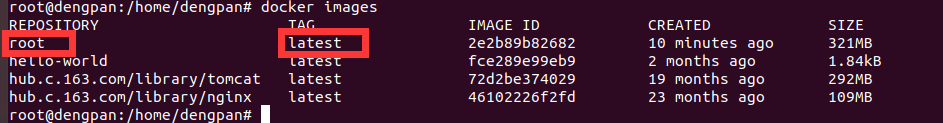 root@dengpan:/home/dengpan# docker images
REPOSITORY TAG IMAGE ID CREATED SIZE
root latest 2e2b89b82682 10 minutes ago 321MB
hello-world latest fce289e99eb9 2 months ago 1.84kB
hub.c.163.com/library/tomcat latest 72d2be374029 19 months ago 292MB
hub.c.163.com/library/nginx latest 46102226f2fd 23 months ago 109MB
root@dengpan:/home/dengpan#